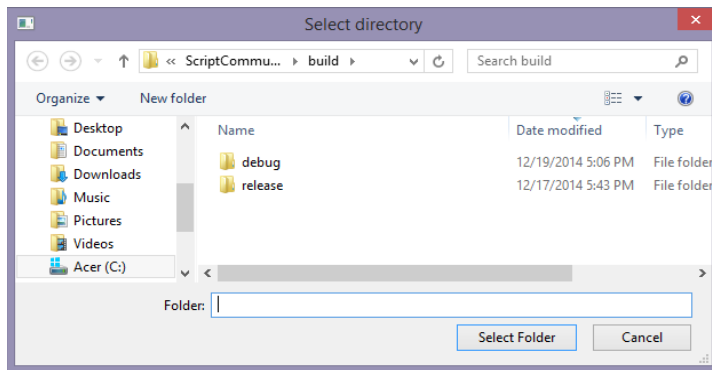 Select directory
« ScriptCommu... build Search build
Organize New folder
Name Date modified Type
Desktop
Documents
Downloads
Music
Pictures
Videos
Acer (C:)
debug 12/19/2014 5:06 PM File folder
release 12/17/2014 5:43 PM File folder
Folder:
Select Folder Cancel